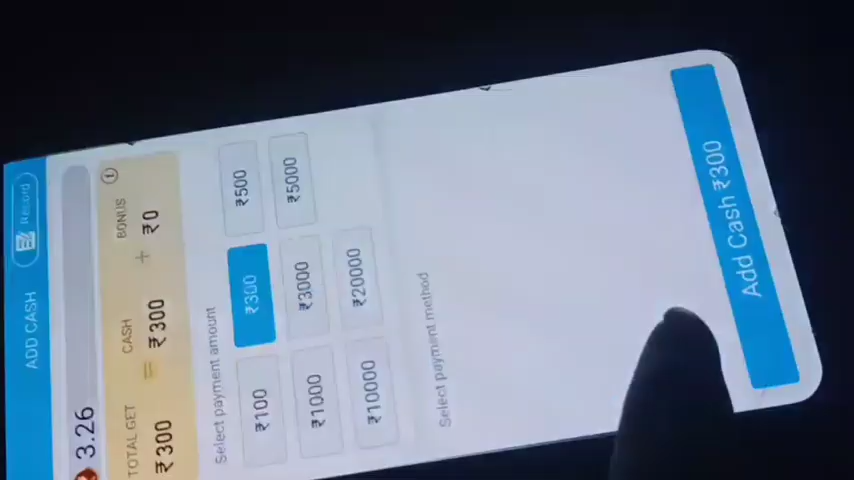 ADD CASH
Record
3.26
TOTAL GET CASH BONUS
₹300 = ₹300 + ₹0
Select payment amount
₹100 ₹300 ₹500
₹1000 ₹3000 ₹5000
₹10000 ₹20000
Select payment method
Add Cash ₹300